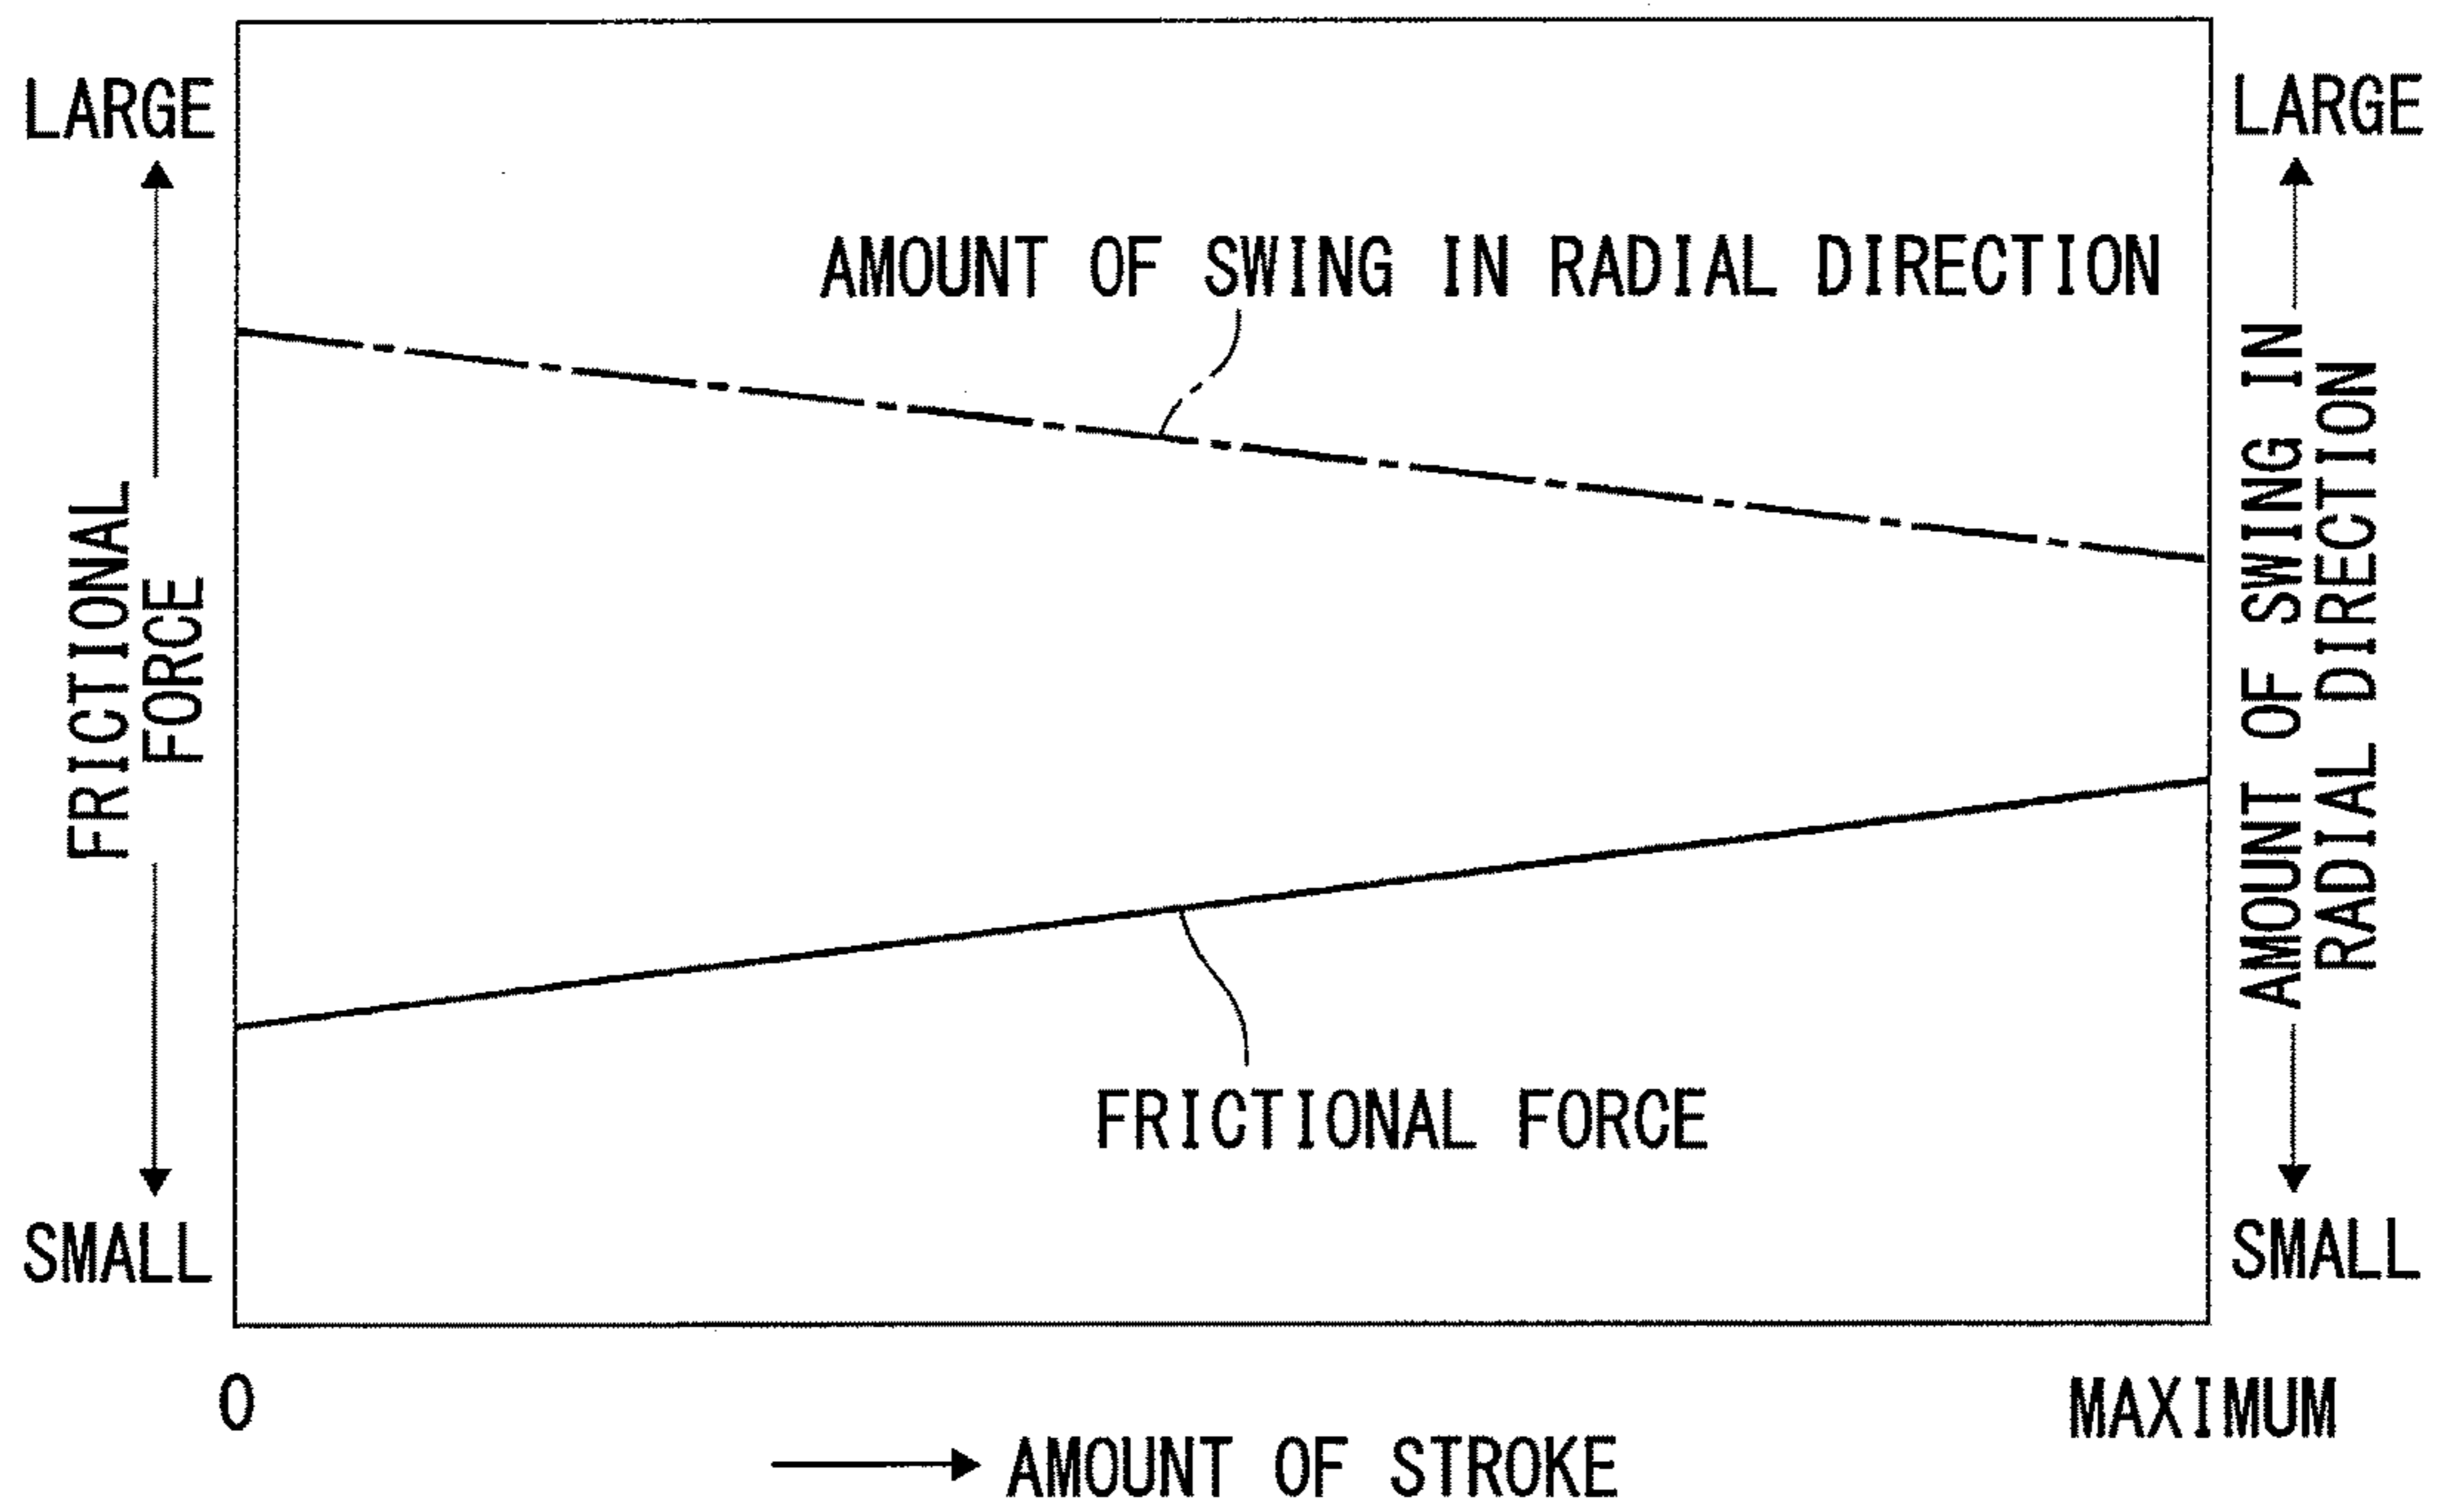 LARGE
FRICTIONAL
FORCE
SMALL
AMOUNT OF SWING IN RADIAL DIRECTION
FRICTIONAL FORCE
LARGE
AMOUNT OF SWING IN
RADIAL DIRECTION
SMALL
0
MAXIMUM
AMOUNT OF STROKE